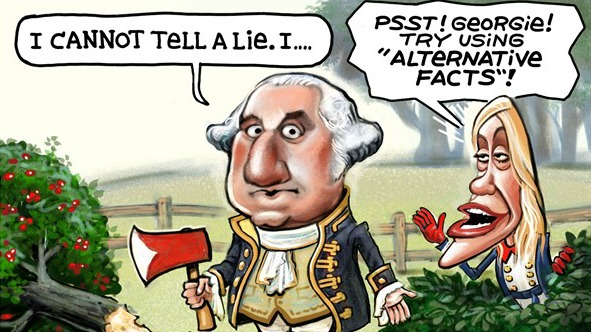 I CANNOT TELL A LiE. I....
PSST! GEORGiE!
TRY USiNG
"ALTERNATiVE
FACTS"!